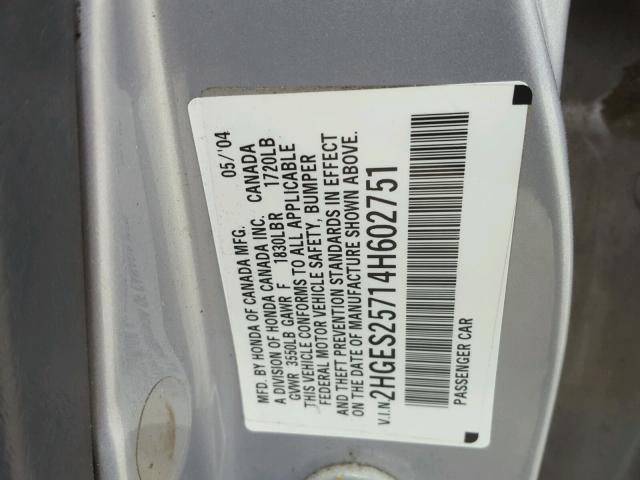 MFD. BY HONDA OF CANADA MFG. 05/'04
A DIVISION OF HONDA CANADA INC. CANADA
GVWR 3550LB GAWR F 1830LBR 1720LB
THIS VEHICLE CONFORMS TO ALL APPLICABLE
FEDERAL MOTOR VEHICLE SAFETY, BUMPER
AND THEFT PREVENTION STANDARDS IN EFFECT
ON THE DATE OF MANUFACTURE SHOWN ABOVE.
V.I.N. 2HGES25714H602751
PASSENGER CAR